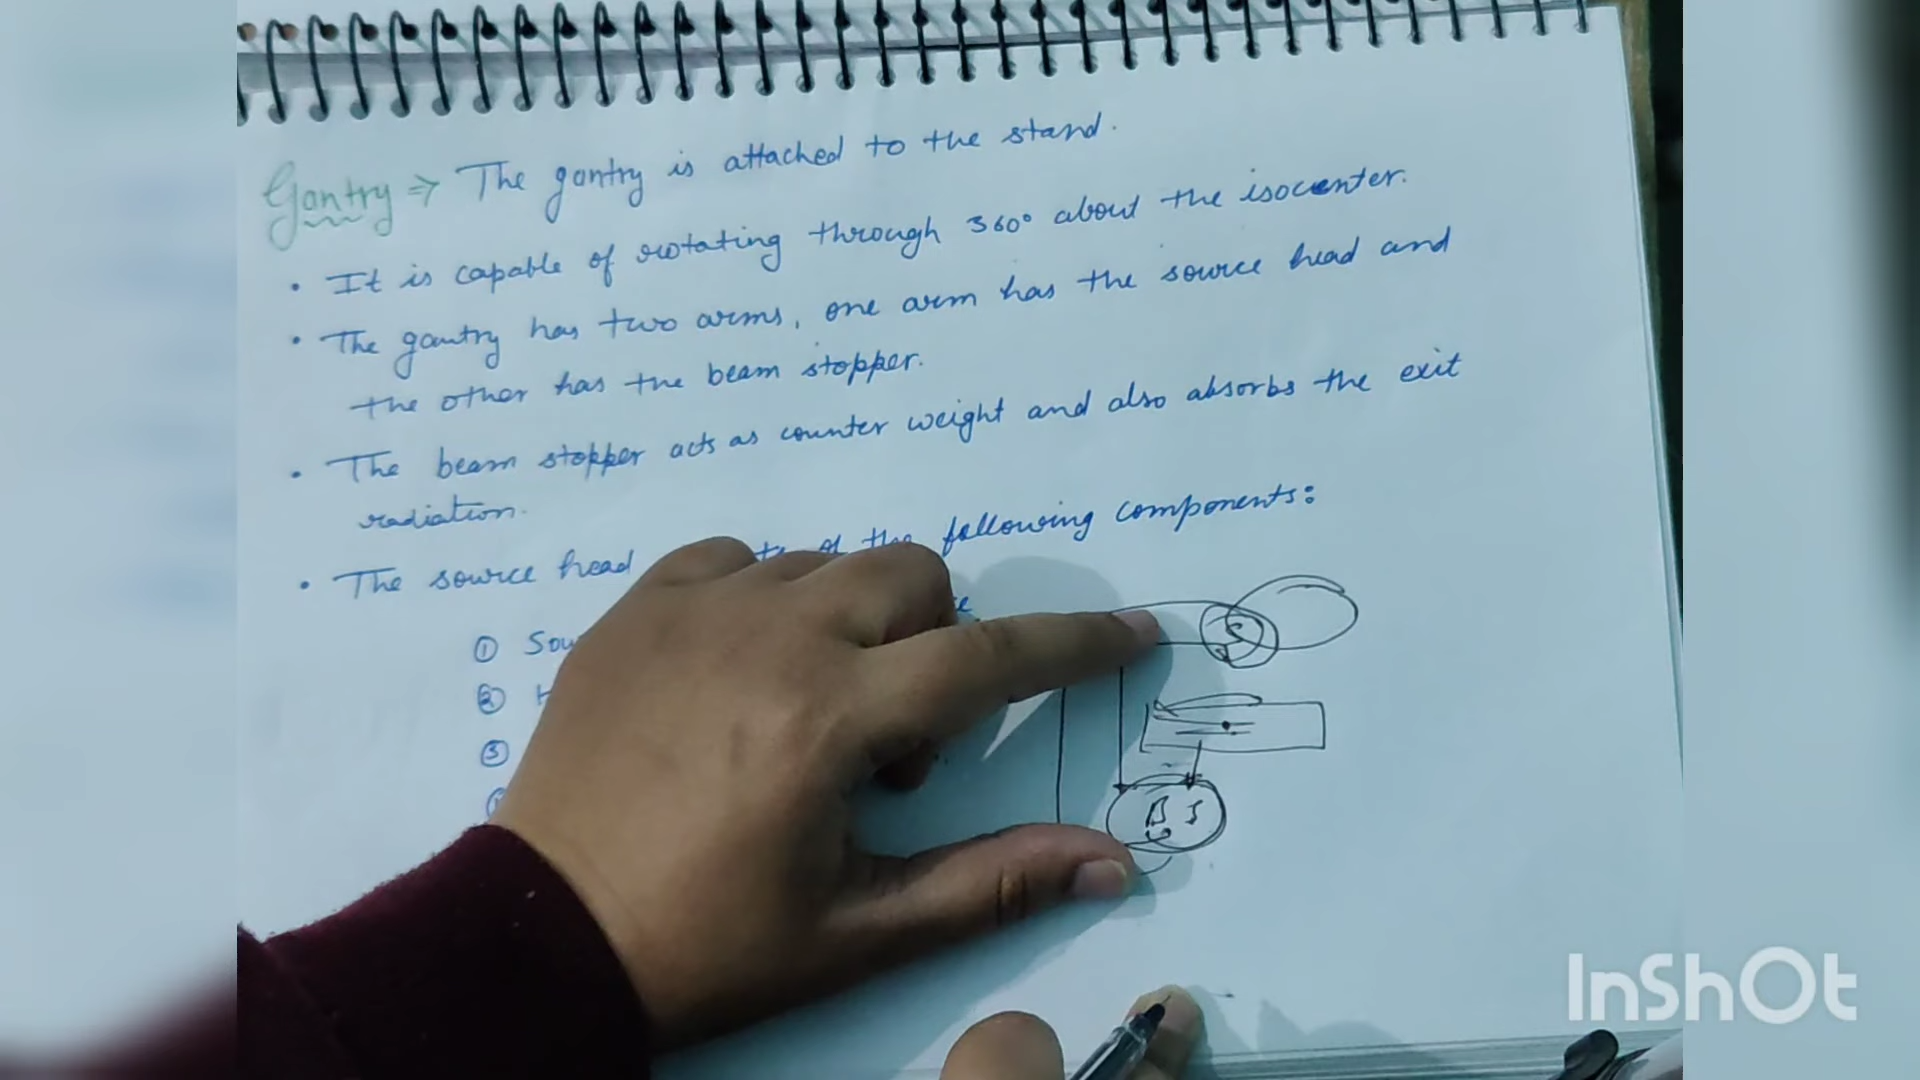 Gantry ⇒ The gantry is attached to the stand.
• It is capable of rotating through 360° about the isocenter.
• The gantry has two arms, one arm has the source head and
the other has the beam stopper.
• The beam stopper acts as counter weight and also absorbs the exit
radiation.
• The source head of the following components:
①
②
③
S
B S
InShOt